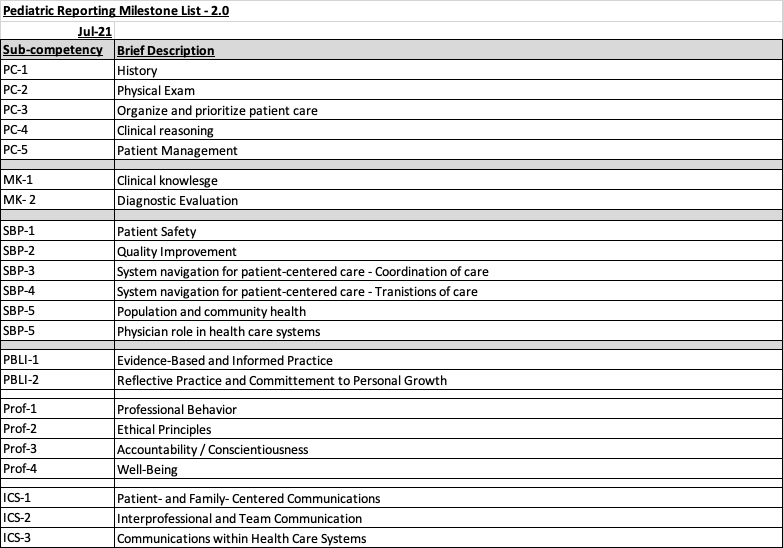 Pediatric Reporting Milestone List - 2.0
Jul-21
Sub-competency Brief Description
PC-1 History
PC-2 Physical Exam
PC-3 Organize and prioritize patient care
PC-4 Clinical reasoning
PC-5 Patient Management
MK-1 Clinical knowlesge
MK- 2 Diagnostic Evaluation
SBP-1 Patient Safety
SBP-2 Quality Improvement
SBP-3 System navigation for patient-centered care - Coordination of care
SBP-4 System navigation for patient-centered care - Tranistions of care
SBP-5 Population and community health
SBP-5 Physician role in health care systems
PBLI-1 Evidence-Based and Informed Practice
PBLI-2 Reflective Practice and Committement to Personal Growth
Prof-1 Professional Behavior
Prof-2 Ethical Principles
Prof-3 Accountability / Conscientiousness
Prof-4 Well-Being
ICS-1 Patient- and Family- Centered Communications
ICS-2 Interprofessional and Team Communication
ICS-3 Communications within Health Care Systems